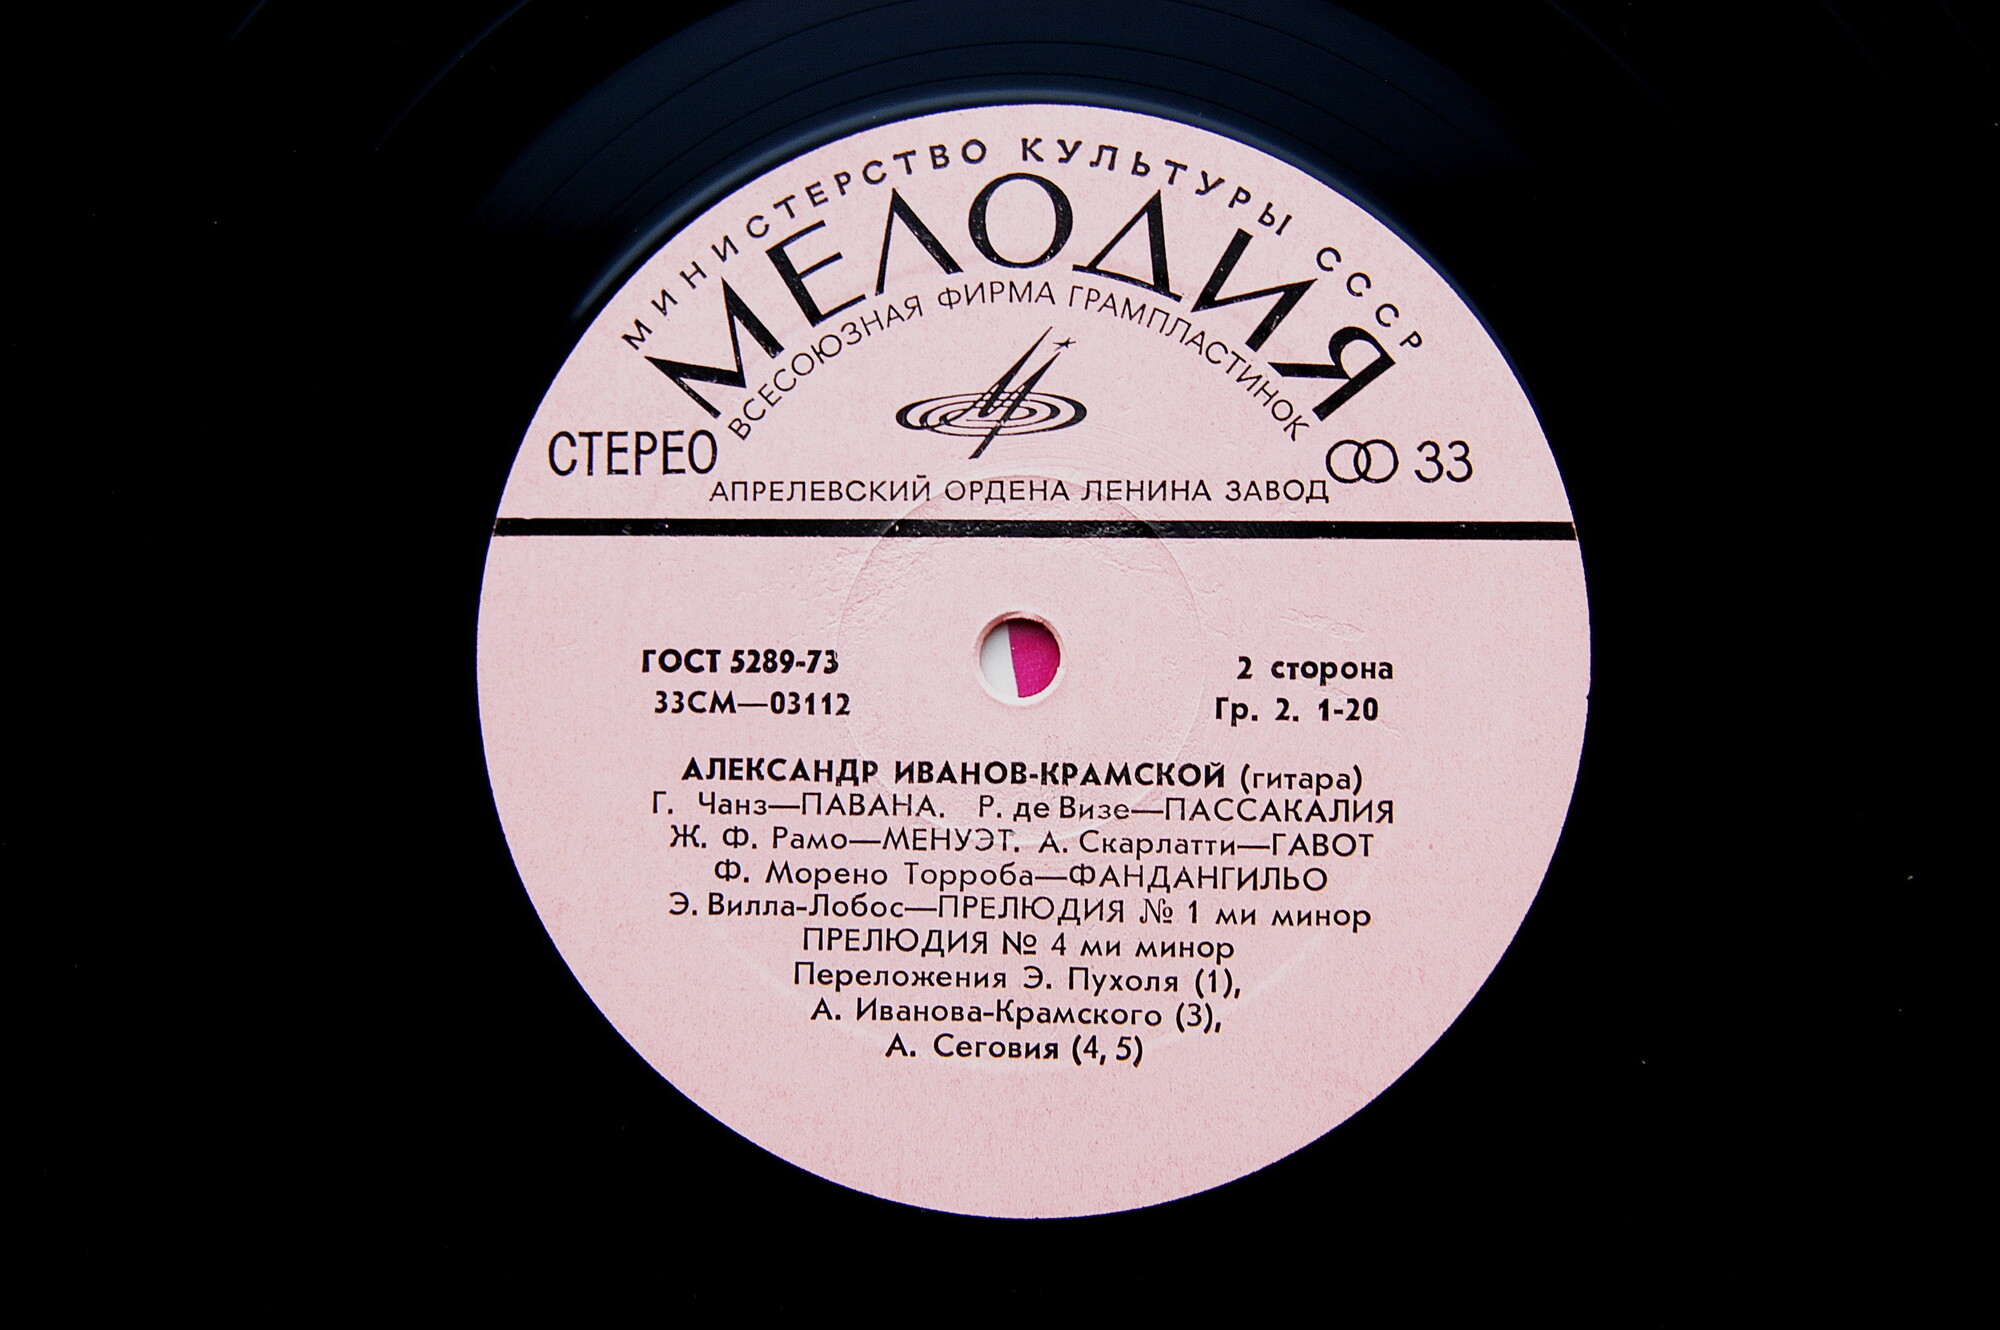 МИНИСТЕРСТВО КУЛЬТУРЫ СССР
МЕЛОДИЯ
ВСЕСОЮЗНАЯ ФИРМА ГРАМПЛАСТИНОК
СТЕРЕО
33
АПРЕЛЕВСКИЙ ОРДЕНА ЛЕНИНА ЗАВОД
ГОСТ 5289-73
33СМ—03112
2 сторона
Гр. 2. 1-20
АЛЕКСАНДР ИВАНОВ-КРАМСКОЙ (гитара)
Г. Чанз—ПАВАНА. Р. де Визе—ПАССАКАЛИЯ
Ж. Ф. Рамо—МЕНУЭТ. А. Скарлатти—ГАВОТ
Ф. Морено Торроба—ФАНДАНГИЛЬО
Э. Вилла-Лобос—ПРЕЛЮДИЯ № 1 ми минор
ПРЕЛЮДИЯ № 4 ми минор
Переложения Э. Пухоля (1),
А. Иванова-Крамского (3),
А. Сеговия (4, 5)